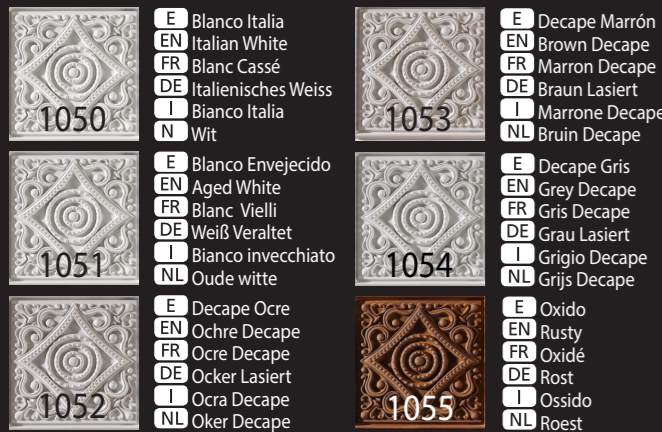 1050
E Blanco Italia
EN Italian White
FR Blanc Cassé
DE Italienisches Weiss
I Bianco Italia
N Wit
1051
E Blanco Envejecido
EN Aged White
FR Blanc Vielli
DE Weiß Veraltet
I Bianco invecchiato
NL Oude witte
1052
E Decape Ocre
EN Ochre Decape
FR Ocre Decape
DE Ocker Lasiert
I Ocra Decape
NL Oker Decape
1053
E Decape Marrón
EN Brown Decape
FR Marron Decape
DE Braun Lasiert
I Marrone Decape
NL Bruin Decape
1054
E Decape Gris
EN Grey Decape
FR Gris Decape
DE Grau Lasiert
I Grigio Decape
NL Grijs Decape
1055
E Oxido
EN Rusty
FR Oxidé
DE Rost
I Ossido
NL Roest